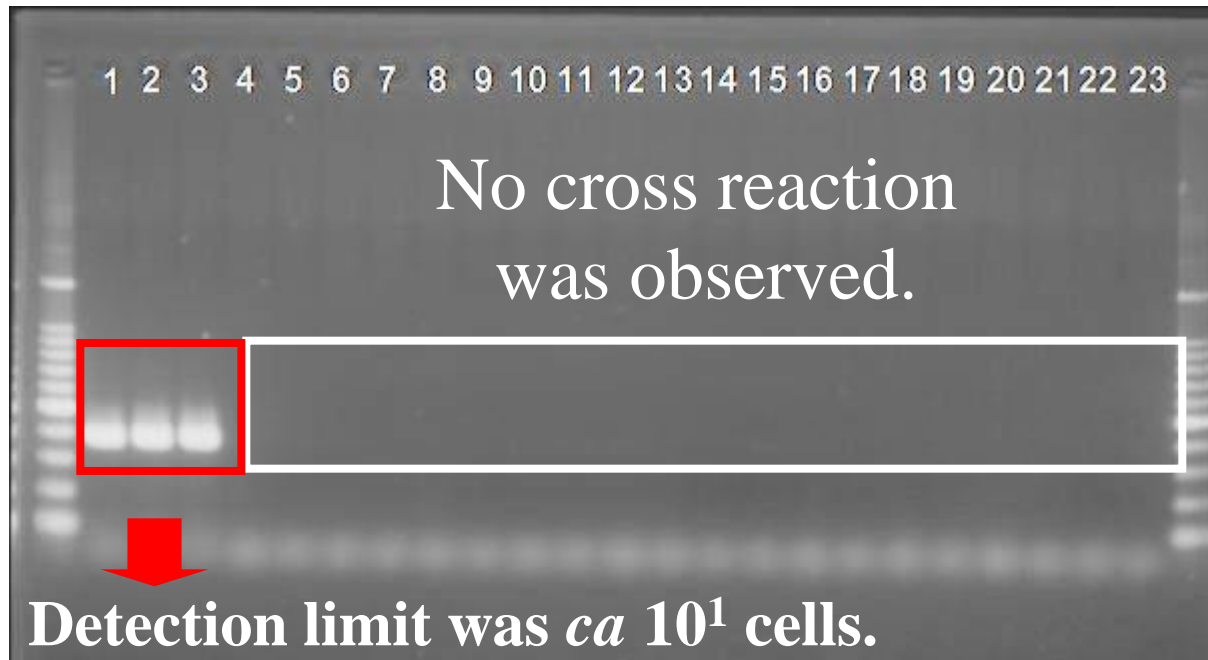 1 2 3 4 5 6 7 8 9 10 11 12 13 14 15 16 17 18 19 20 21 22 23
No cross reaction
was observed.
Detection limit was ca 10¹ cells.